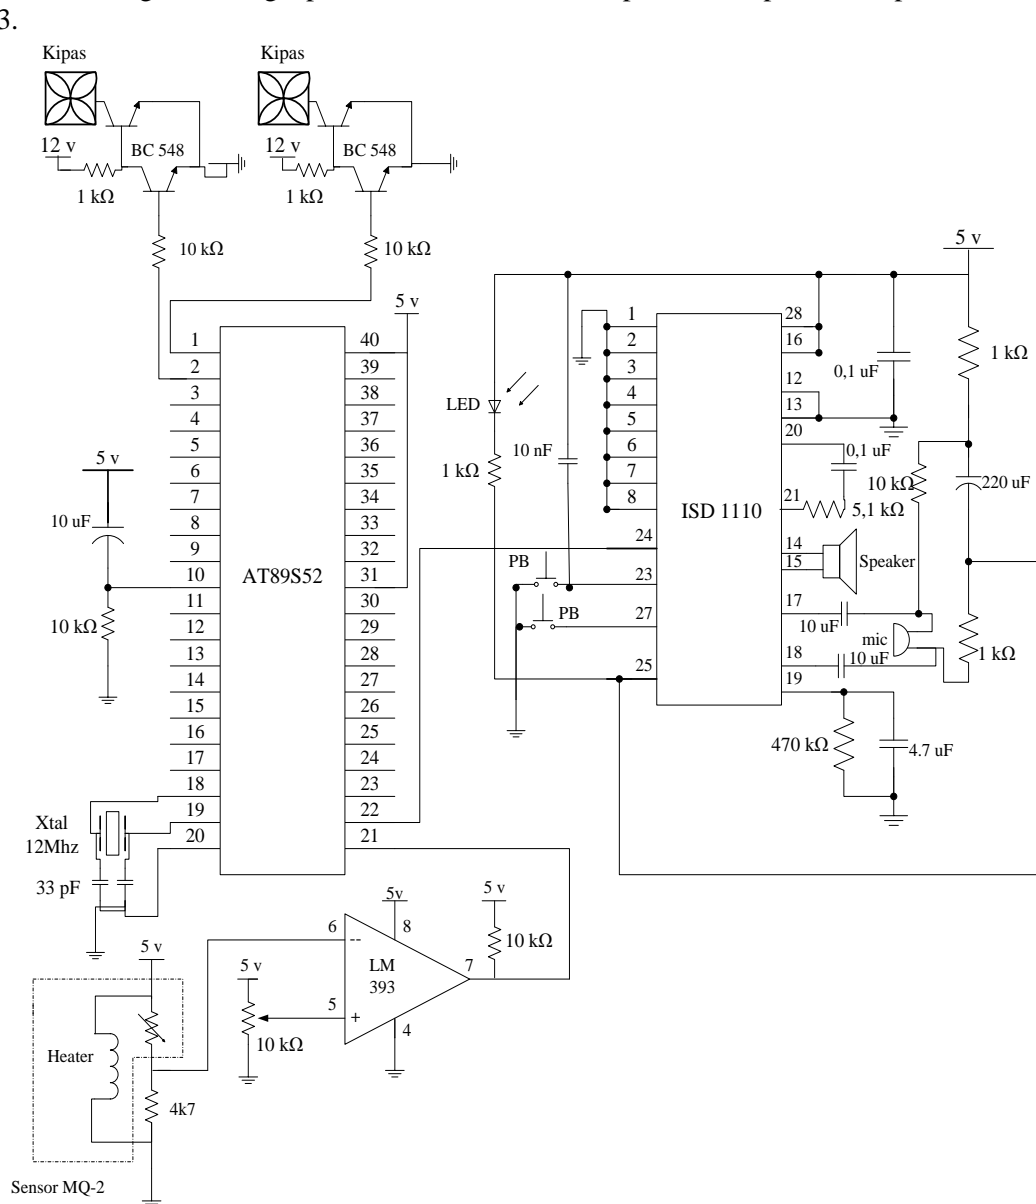 3.
Kipas
Kipas
12 v
BC 548
12 v
BC 548
1 kΩ
1 kΩ
10 kΩ
10 kΩ
5 v
1
2
3
4
5
6
7
8
9
10
11
12
13
14
15
16
17
18
19
20
AT89S52
40
39
38
37
36
35
34
33
32
31
30
29
28
27
26
25
24
23
22
21
5 v
10 uF
10 kΩ
Xtal
12Mhz
33 pF
5 v
LED
1 kΩ
10 nF
PB
PB
1
2
3
4
5
6
7
8
24
23
27
25
ISD 1110
28
16
12
13
20
21
14
15
17
18
19
0,1 uF
1 kΩ
0,1 uF
10 kΩ
220 uF
5,1 kΩ
Speaker
10 uF
mic
10 uF
1 kΩ
470 kΩ
4.7 uF
5 v
Heater
4k7
Sensor MQ-2
5 v
10 kΩ
6
--
5
+
LM
393
5v
8
4
7
5 v
10 kΩ